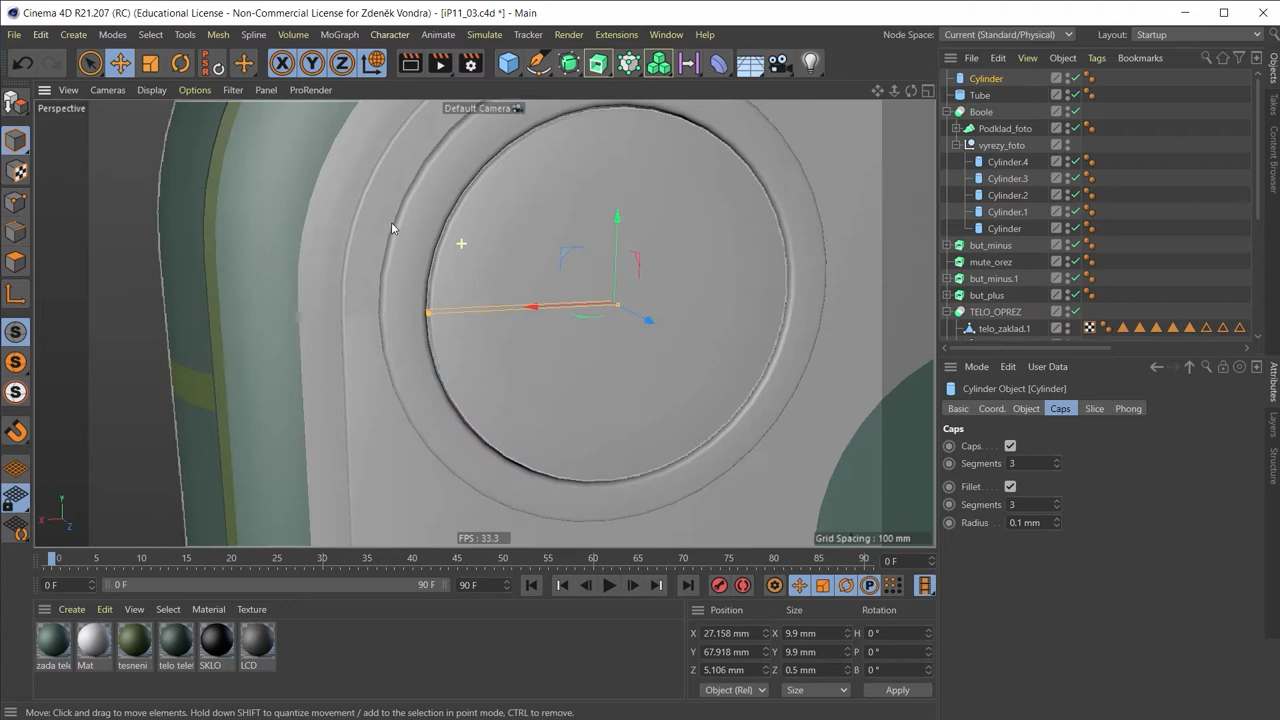 Cinema 4D R21.207 (RC) (Educational License - Non-Commercial License for Zdeněk Vondra) - [iP11_03.c4d *] - Main
File Edit Create Modes Select Tools Mesh Spline Volume MoGraph Character Animate Simulate Tracker Render Extensions Window Help Node Space: Current (Standard/Physical) Layout: Startup
PSR
X Y Z
File Edit View Object Tags Bookmarks
View Cameras Display Options Filter Panel ProRender
Perspective
Default Camera
Cylinder
Tube
Boole
Podklad_foto
vyrezy_foto
Cylinder.4
Cylinder.3
Cylinder.2
Cylinder.1
Cylinder
but_minus
mute_orez
but_minus.1
but_plus
TELO_OPREZ
telo_zaklad.1
Objects
Takes
Content Browser
Mode Edit User Data
Cylinder Object [Cylinder]
Basic Coord. Object Caps Slice Phong
Caps
Caps
Segments 3
Fillet
Segments 3
Radius 0.1 mm
Attributes
Layers
Structure
Y
X Z
FPS : 33.3
Grid Spacing : 100 mm
0 5 10 15 20 25 30 35 40 45 50 55 60 65 70 75 80 85 90 0 F
0 F 0 F 90 F 90 F
Create Edit View Select Material Texture
zada tele Mat tesneni telo telef SKLO LCD
Position Size Rotation
X 27.158 mm X 9.9 mm H 0 °
Y 67.918 mm Y 9.9 mm P 0 °
Z 5.106 mm Z 0.5 mm B 0 °
Object (Rel) Size Apply
Move: Click and drag to move elements. Hold down SHIFT to quantize movement / add to the selection in point mode, CTRL to remove.